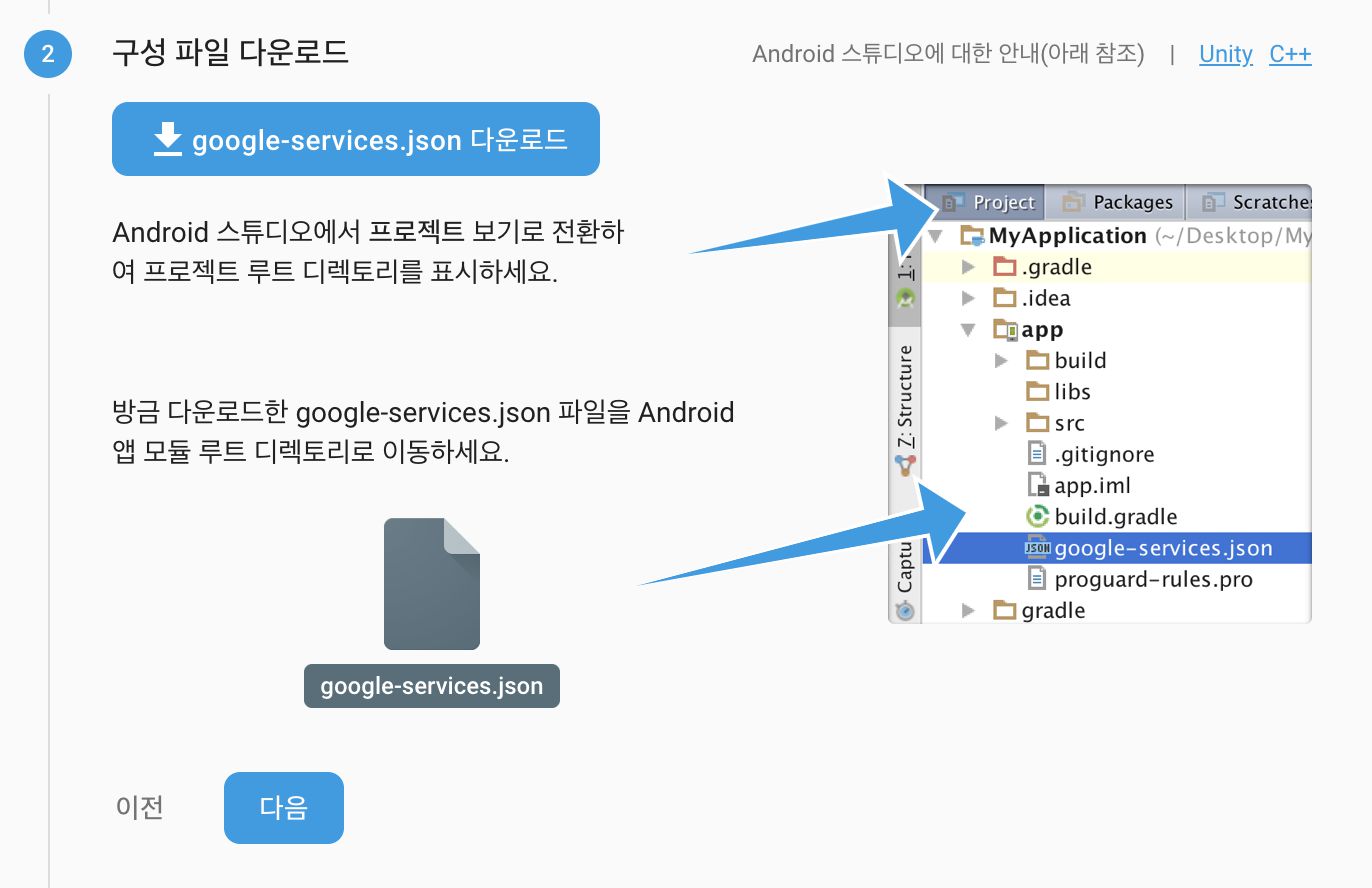 2
구성 파일 다운로드
Android 스튜디오에 대한 안내(아래 참조) | Unity C++
google-services.json 다운로드
Android 스튜디오에서 프로젝트 보기로 전환하
여 프로젝트 루트 디렉토리를 표시하세요.
방금 다운로드한 google-services.json 파일을 Android
앱 모듈 루트 디렉토리로 이동하세요.
google-services.json
Project Packages Scratches
MyApplication (~/Desktop/My
.gradle
.idea
app
build
libs
src
.gitignore
app.iml
build.gradle
JSON google-services.json
proguard-rules.pro
gradle
1:
Z: Structure
Captu
이전 다음